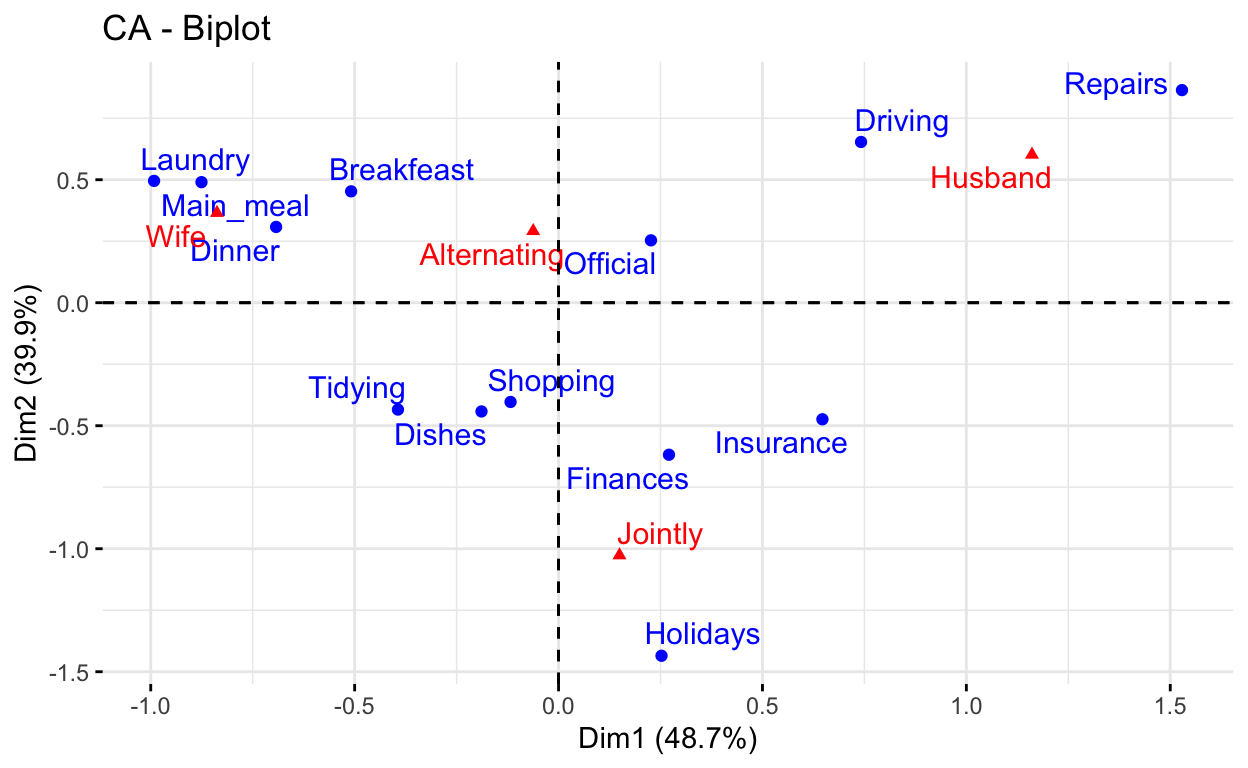 CA - Biplot
Repairs
Driving
Laundry
Breakfeast
Husband
Main_meal
Wife
Dinner
Alternating
Official
Tidying
Shopping
Dishes
Insurance
Finances
Jointly
Holidays
0.5
0.0
-0.5
-1.0
-1.5
Dim2 (39.9%)
-1.0 -0.5 0.0 0.5 1.0 1.5
Dim1 (48.7%)